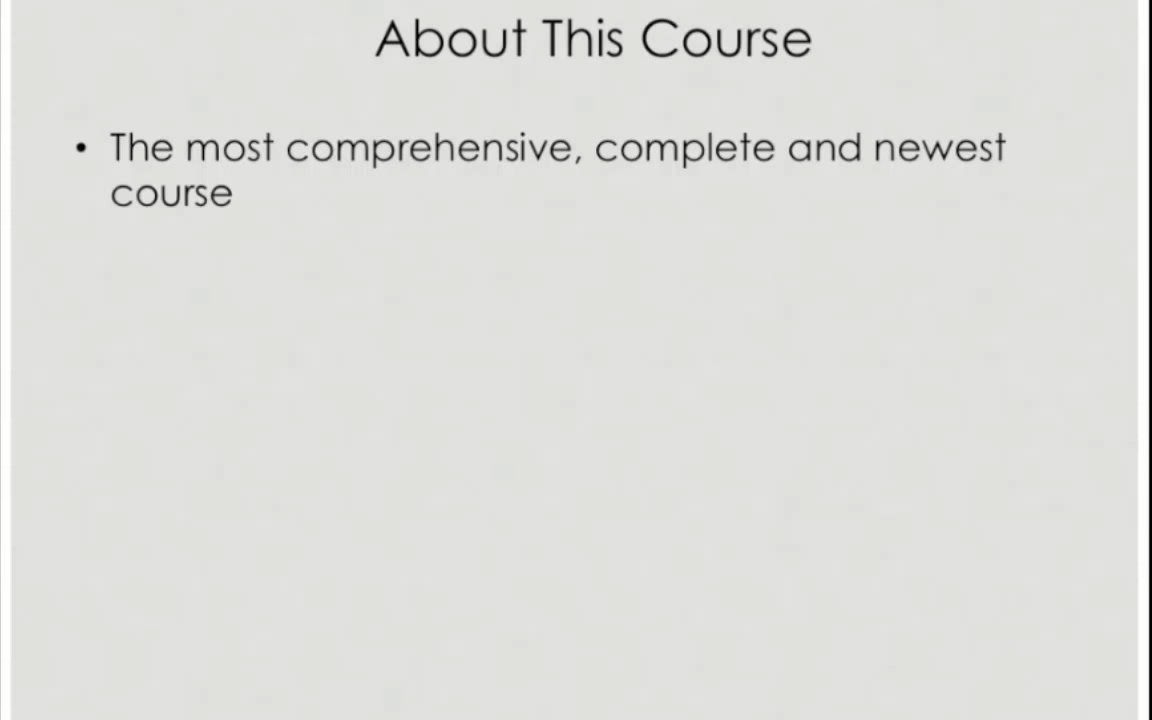 About This Course
• The most comprehensive, complete and newest
course